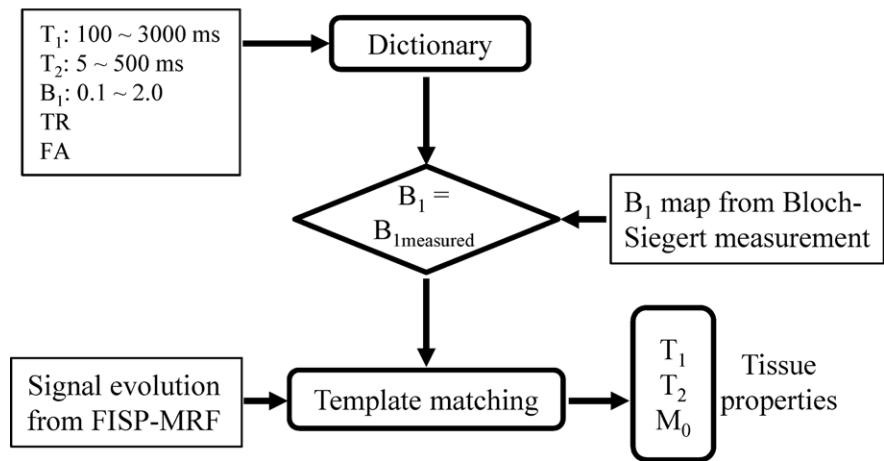 T₁: 100 ~ 3000 ms
T₂: 5 ~ 500 ms
B₁: 0.1 ~ 2.0
TR
FA
Dictionary
B₁ =
B₁measured
B₁ map from Bloch-
Siegert measurement
Signal evolution
from FISP-MRF
Template matching
T₁
T₂
M₀
Tissue
properties